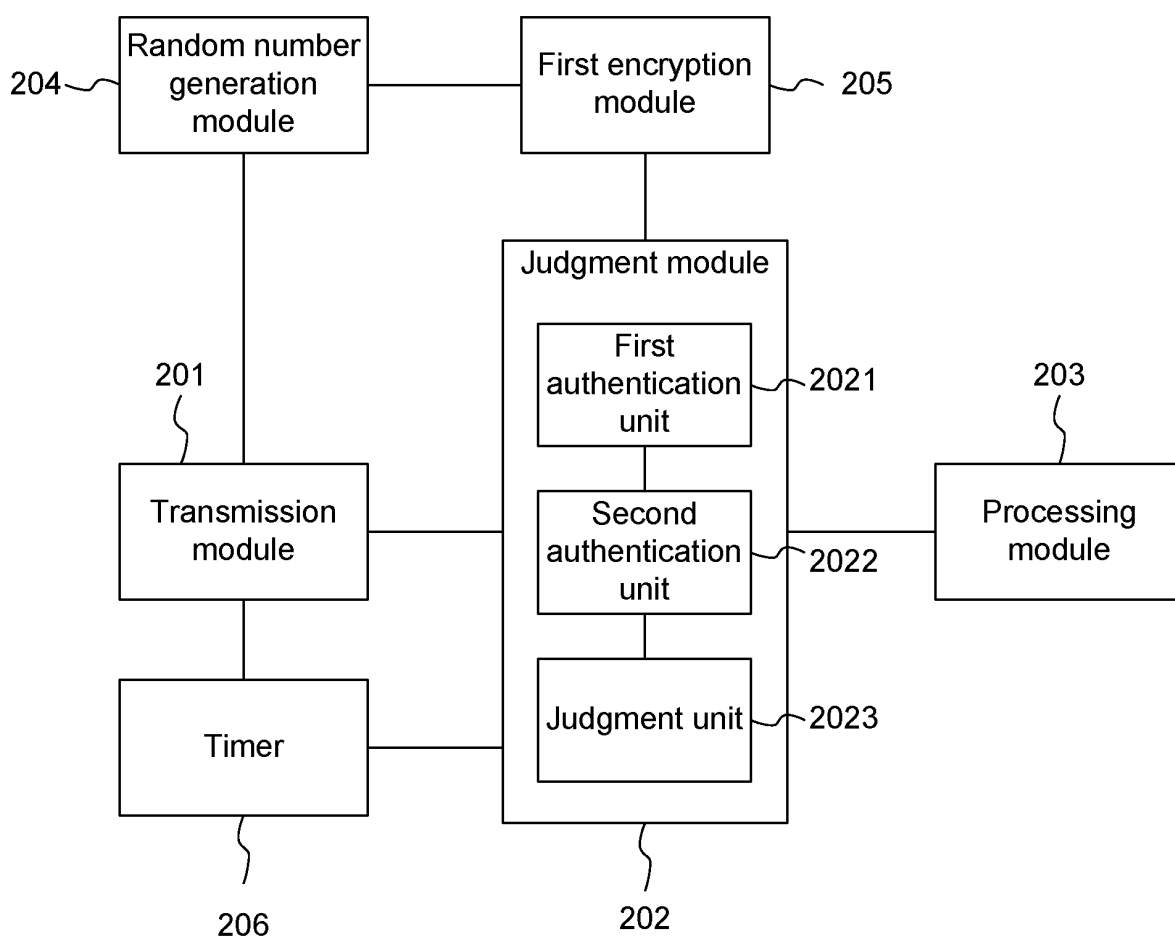 Random number
generation
module
204
First encryption
module
205
Judgment module
First
authentication
unit
2021
201
203
Transmission
module
Second
authentication
unit
2022
Processing
module
Timer
Judgment unit
2023
206
202